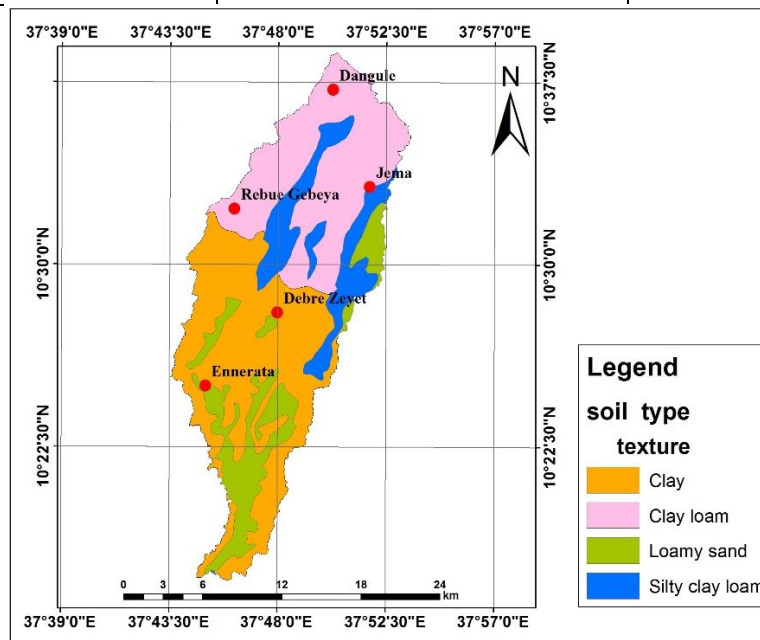 37°39'0"E 37°43'30"E 37°48'0"E 37°52'30"E 37°57'0"E
10°37'30"N
10°37'30"N
N
Dangule
Jema
Rebue Gebeya
10°30'0"N
10°30'0"N
Debre Zeyet
Ennerata
10°22'30"N
10°22'30"N
0 3 6 12 18 24
km
37°39'0"E 37°43'30"E 37°48'0"E 37°52'30"E 37°57'0"E
Legend
soil type
texture
Clay
Clay loam
Loamy sand
Silty clay loam